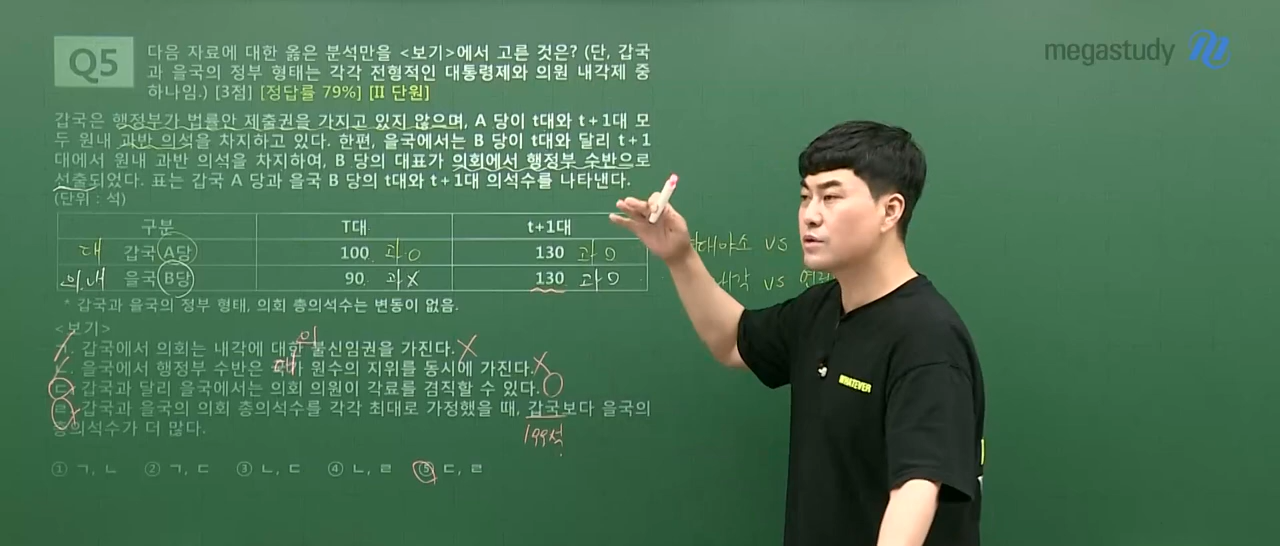 megastudy
Q5
다음 자료에 대한 옳은 분석만을 <보기>에서 고른 것은? (단, 갑국
과 을국의 정부 형태는 각각 전형적인 대통령제와 의원 내각제 중
하나임.) [3점] [정답률 79%] [Ⅱ 단원]
갑국은 행정부가 법률안 제출권을 가지고 있지 않으며, A 당이 t대와 t+1대 모
두 원내 과반 의석을 차지하고 있다. 한편, 을국에서는 B 당이 t대와 달리 t+1
대에서 원내 과반 의석을 차지하여, B 당의 대표가 의회에서 행정부 수반으로
선출되었다. 표는 갑국 A 당과 을국 B 당의 t대와 t+1대 의석수를 나타낸다.
(단위 : 석)
구분 T대 t+1대
대 갑국 A당 100 과 O 130 과 O
의.내 을국 B당 90 과 X 130 과 O
* 갑국과 을국의 정부 형태, 의회 총의석수는 변동이 없음.
대야소 vs
내각 vs
<보기>
ㄱ. 갑국에서 의회는 내각에 대한 불신임권을 가진다. X
의
ㄴ. 을국에서 행정부 수반은 국가 원수의 지위를 동시에 가진다. X
대
ㄷ. 갑국과 달리 을국에서는 의회 의원이 각료를 겸직할 수 있다. O
ㄹ. 갑국과 을국의 의회 총의석수를 각각 최대로 가정했을 때, 갑국보다 을국의
총의석수가 더 많다.
199석
① ㄱ, ㄴ ② ㄱ, ㄷ ③ ㄴ, ㄷ ④ ㄴ, ㄹ ⑤ ㄷ, ㄹ
WHATEVER